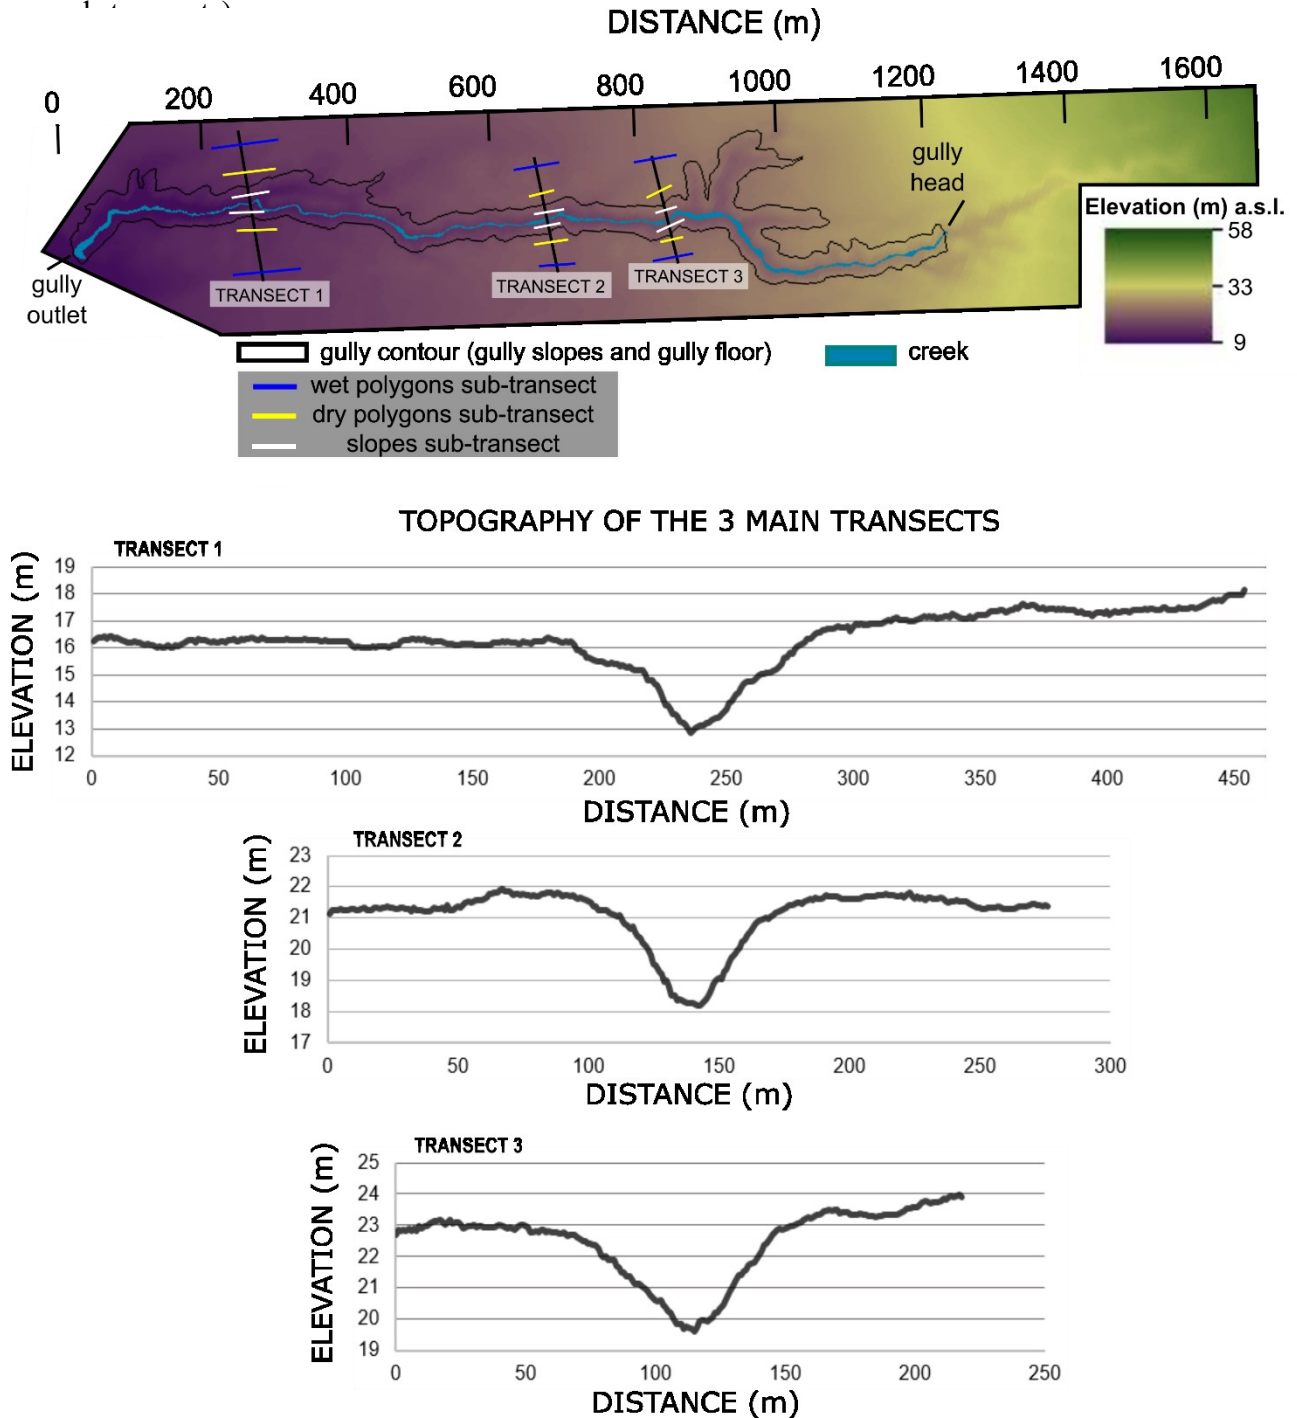 DISTANCE (m)
0 200 400 600 800 1000 1200 1400 1600
gully
head
Elevation (m) a.s.l.
58
33
9
gully
outlet
TRANSECT 1
TRANSECT 2
TRANSECT 3
gully contour (gully slopes and gully floor)
creek
wet polygons sub-transect
dry polygons sub-transect
slopes sub-transect
TOPOGRAPHY OF THE 3 MAIN TRANSECTS
TRANSECT 1
ELEVATION (m)
19
18
17
16
15
14
13
12
0 50 100 150 200 250 300 350 400 450
DISTANCE (m)
TRANSECT 2
ELEVATION (m)
23
22
21
20
19
18
17
0 50 100 150 200 250 300
DISTANCE (m)
TRANSECT 3
ELEVATION (m)
25
24
23
22
21
20
19
0 50 100 150 200 250
DISTANCE (m)